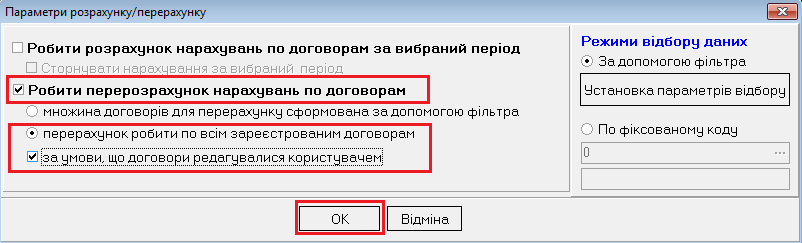 Параметри розрахунку/перерахунку
Робити розрахунок нарахувань по договорам за вибраний період
Сторнувати нарахування за вибраний період
Робити перерозрахунок нарахувань по договорам
множина договорів для перерахунку сформована за допомогою фільтра
перерахунок робити по всім зареєстрованим договорам
за умови, що договори редагувалися користувачем
Режими відбору даних
За допомогою фільтра
Установка параметрів відбору
По фіксованому коду
0 ...
OK
Відміна